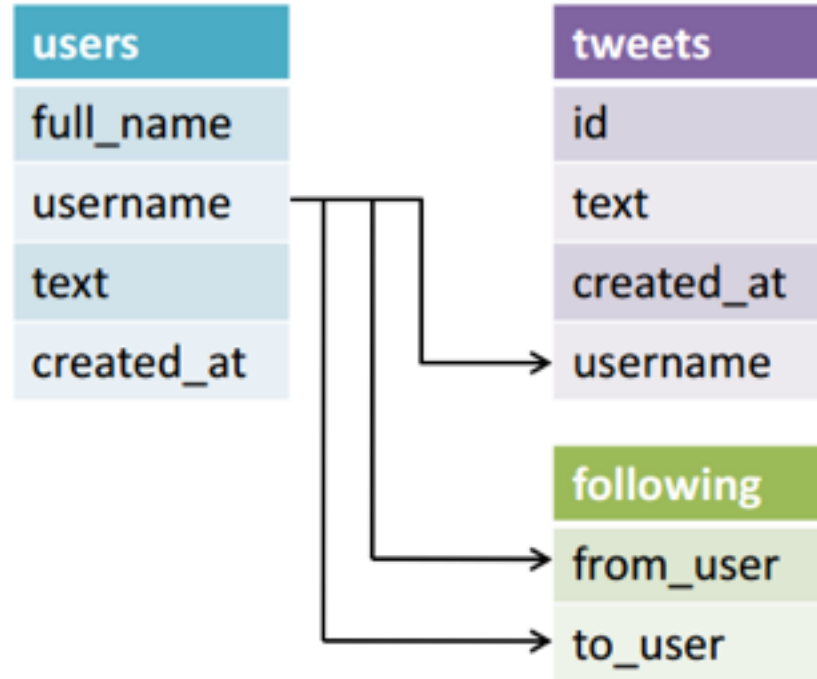 users
full_name
username
text
created_at
tweets
id
text
created_at
username
following
from_user
to_user